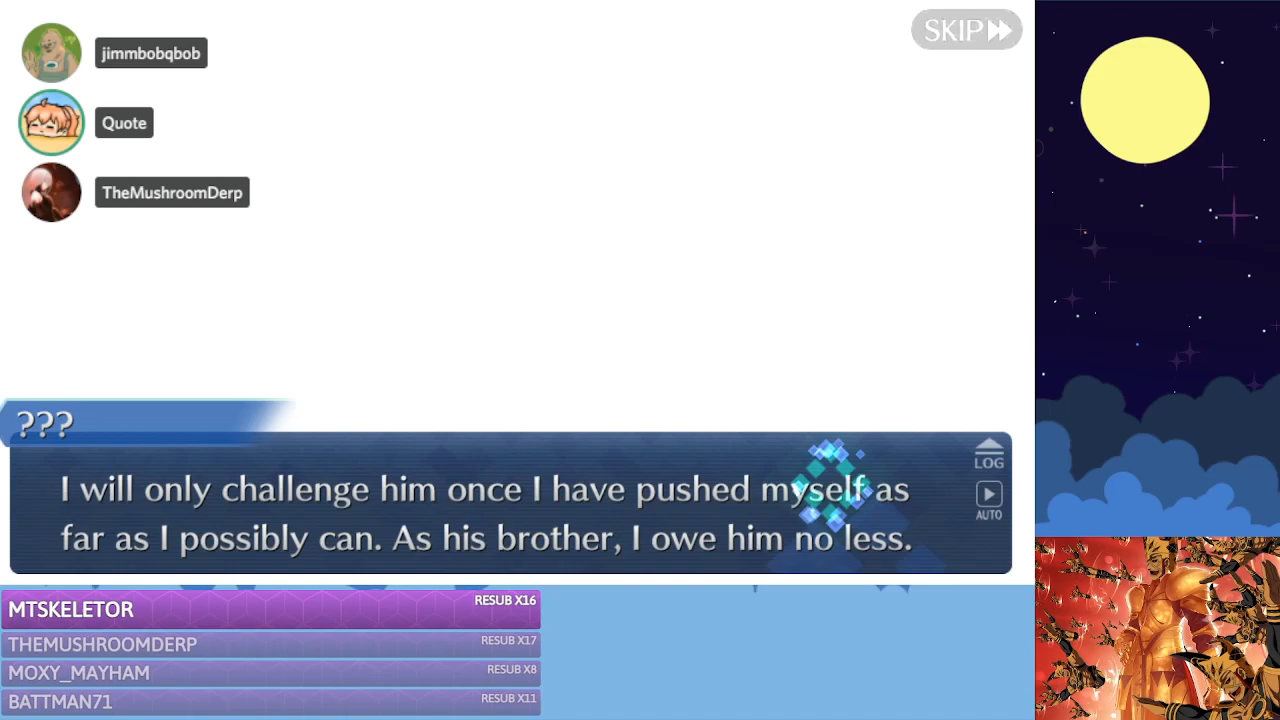 jimmbobqbob
SKIP
Quote
TheMushroomDerp
???
I will only challenge him once I have pushed myself as
far as I possibly can. As his brother, I owe him no less.
LOG
AUTO
MTSKELETOR RESUB X16
THEMUSHROOMDERP RESUB X17
MOXY_MAYHAM RESUB X8
BATTMAN71 RESUB X11